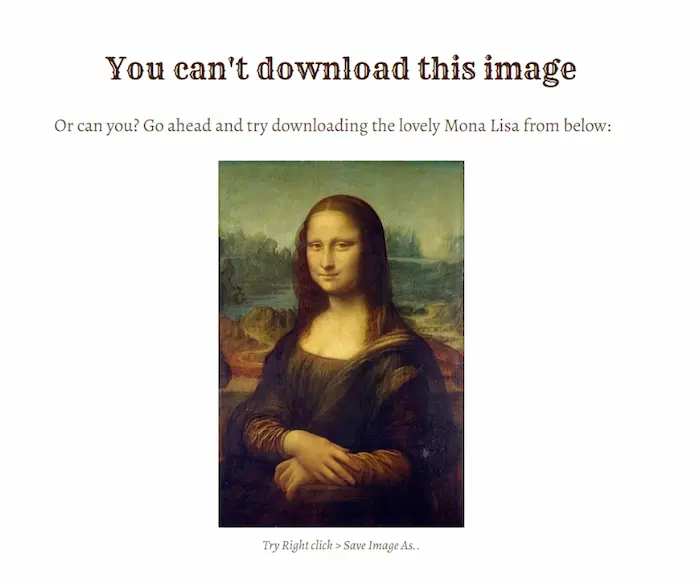 You can't download this image
Or can you? Go ahead and try downloading the lovely Mona Lisa from below:
Try Right click > Save Image As..